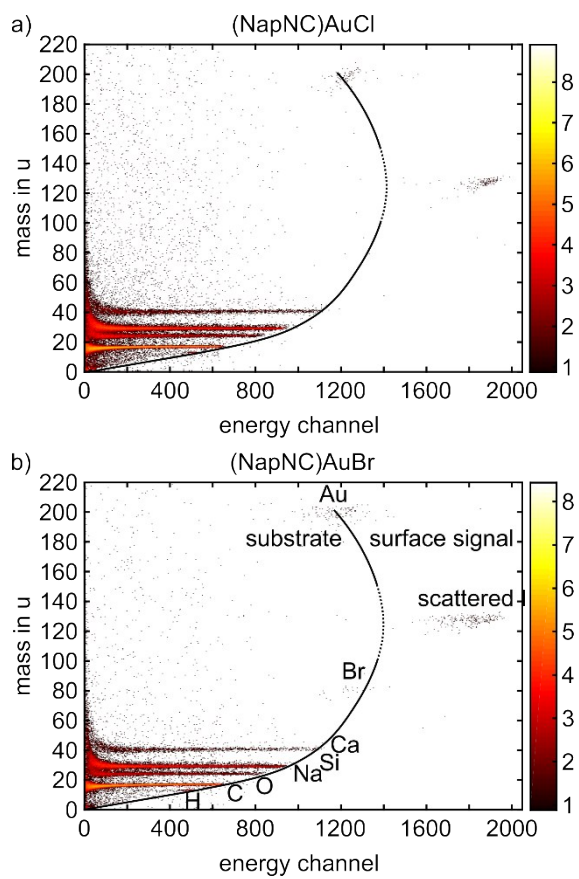 a) (NapNC)AuCl
220
200
180
160
140
120
100
80
60
40
20
0
mass in u
0 400 800 1200 1600 2000
energy channel
8
7
6
5
4
3
2
1
b) (NapNC)AuBr
220
200
180
160
140
120
100
80
60
40
20
0
mass in u
Au
substrate surface signal
scattered I
Br
Ca
Si
Na
O
C
H
0 400 800 1200 1600 2000
energy channel
8
7
6
5
4
3
2
1